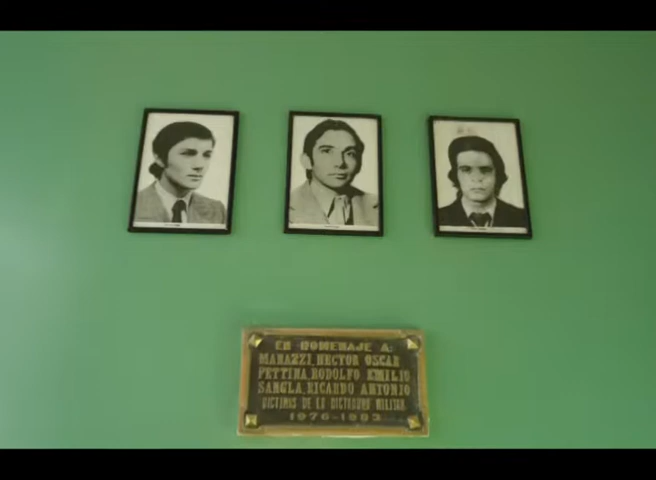 EN HOMENAJE A:
MANAZZI, HECTOR OSCAR
PETTINA, RODOLFO EMILIO
SANGLA, RICARDO ANTONIO
VICTIMAS DE LA DICTADURA MILITAR
1976 - 1983